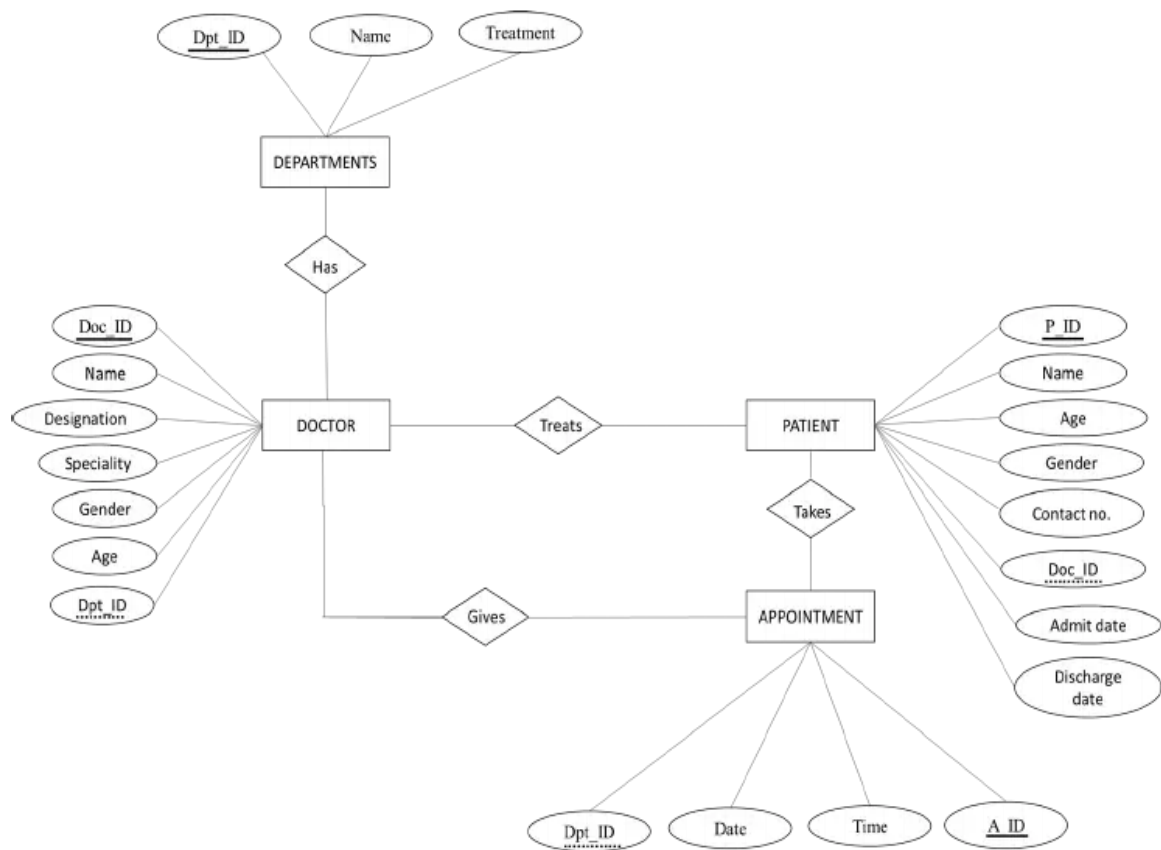 Dpt_ID
Name
Treatment
DEPARTMENTS
Has
Doc_ID
Name
Designation
Speciality
Gender
Age
Dpt_ID
DOCTOR
Treats
PATIENT
P_ID
Name
Age
Gender
Contact no.
Doc_ID
Admit date
Discharge
date
Takes
Gives
APPOINTMENT
Dpt_ID
Date
Time
A_ID